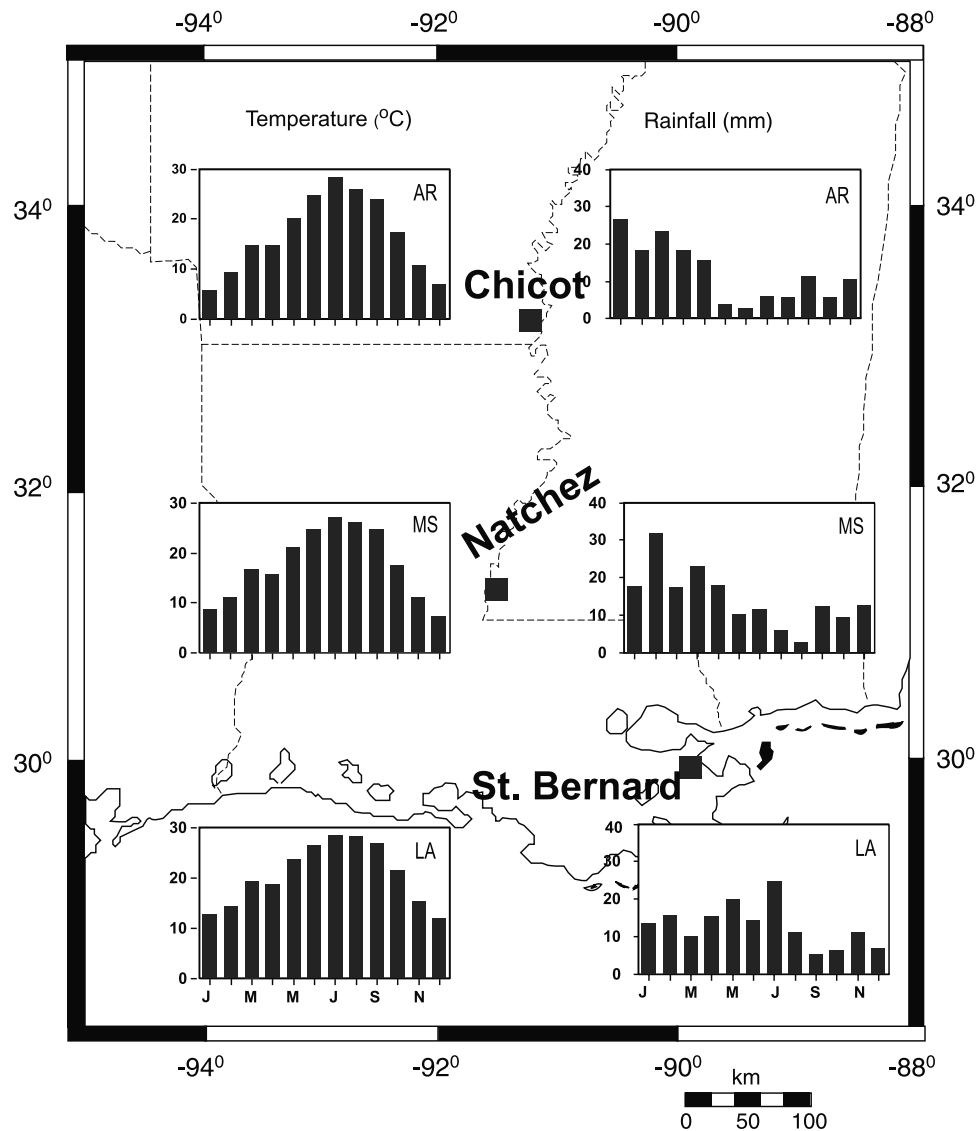 -94⁰ -92⁰ -90⁰ -88⁰
Temperature (⁰C) Rainfall (mm)
30 AR 40 AR
34⁰ 34⁰
20 30
20
10 Chicot 10
0 0
32⁰ 32⁰
Natchez
30 MS 40 MS
20 30
20
10 10
0 0
30⁰ 30⁰
St. Bernard
30 LA 40 LA
20 30
20
10 10
0 0
J M M J S N J M M J S N
-94⁰ -92⁰ -90⁰ -88⁰
km
0 50 100